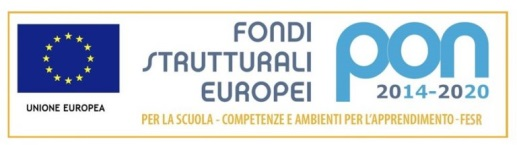 UNIONE EUROPEA
FONDI
STRUTTURALI
EUROPEI
pon
2014-2020
PER LA SCUOLA - COMPETENZE E AMBIENTI PER L'APPRENDIMENTO-FESR